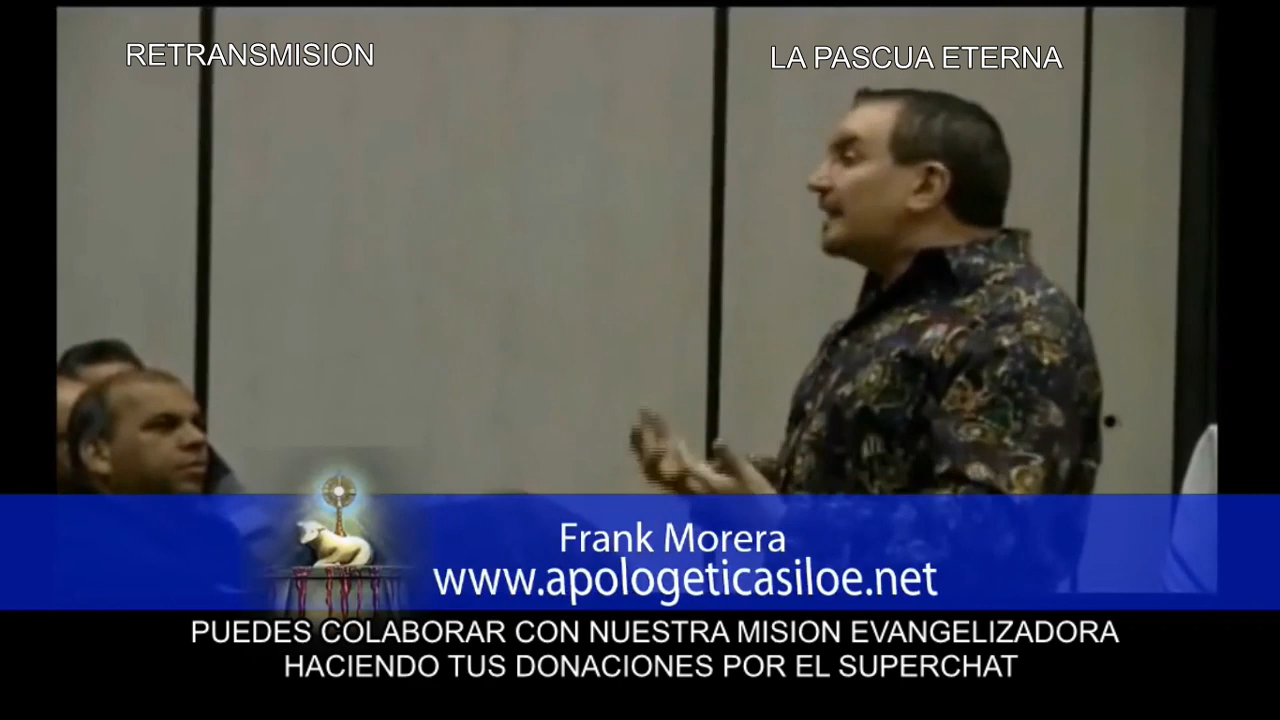 RETRANSMISION
LA PASCUA ETERNA
Frank Morera
www.apologeticasiloe.net
PUEDES COLABORAR CON NUESTRA MISION EVANGELIZADORA
HACIENDO TUS DONACIONES POR EL SUPERCHAT